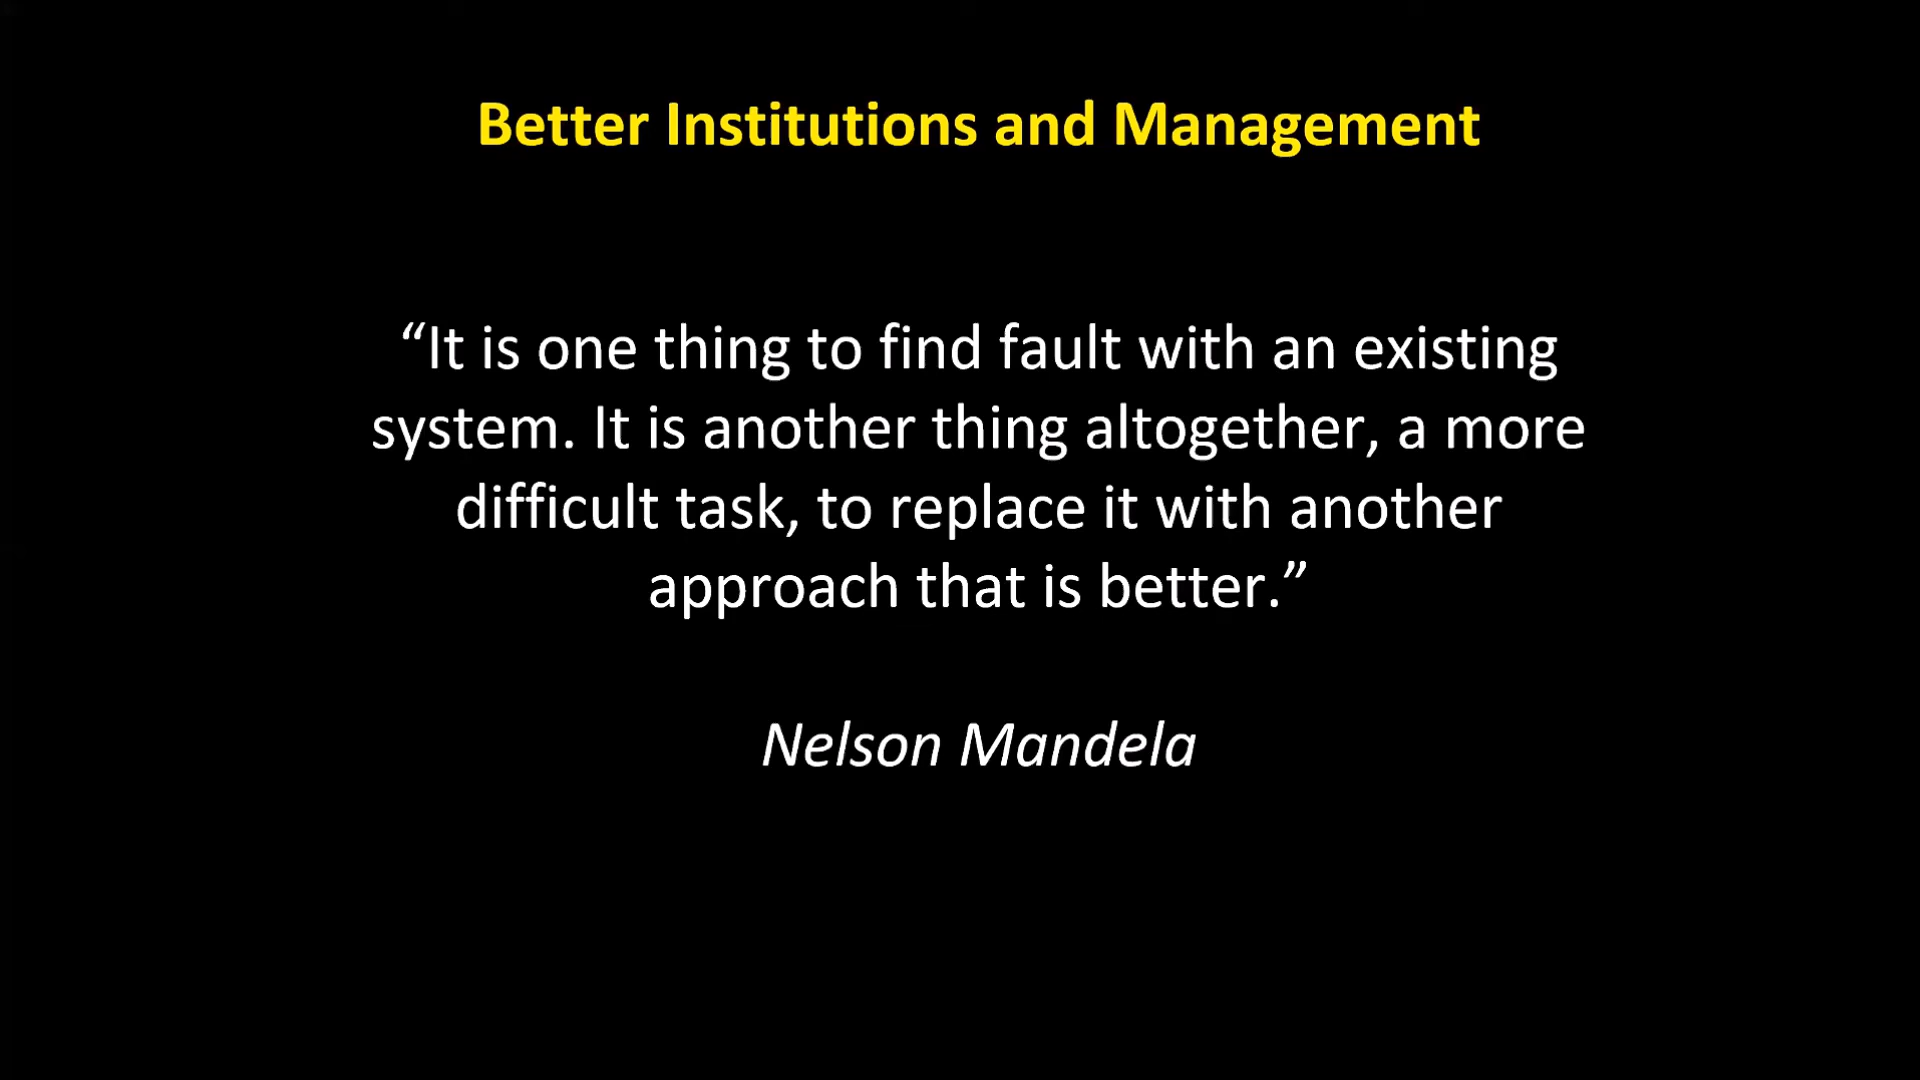 Better Institutions and Management
“It is one thing to find fault with an existing
system. It is another thing altogether, a more
difficult task, to replace it with another
approach that is better.”
Nelson Mandela